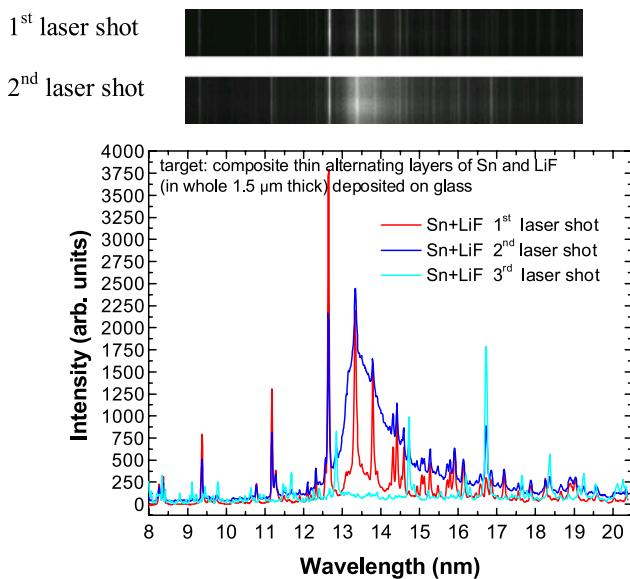 1st laser shot
2nd laser shot
target: composite thin alternating layers of Sn and LiF
(in whole 1.5 µm thick) deposited on glass
Sn+LiF 1st laser shot
Sn+LiF 2nd laser shot
Sn+LiF 3rd laser shot
Intensity (arb. units)
4000
3750
3500
3250
3000
2750
2500
2250
2000
1750
1500
1250
1000
750
500
250
0
8 9 10 11 12 13 14 15 16 17 18 19 20
Wavelength (nm)